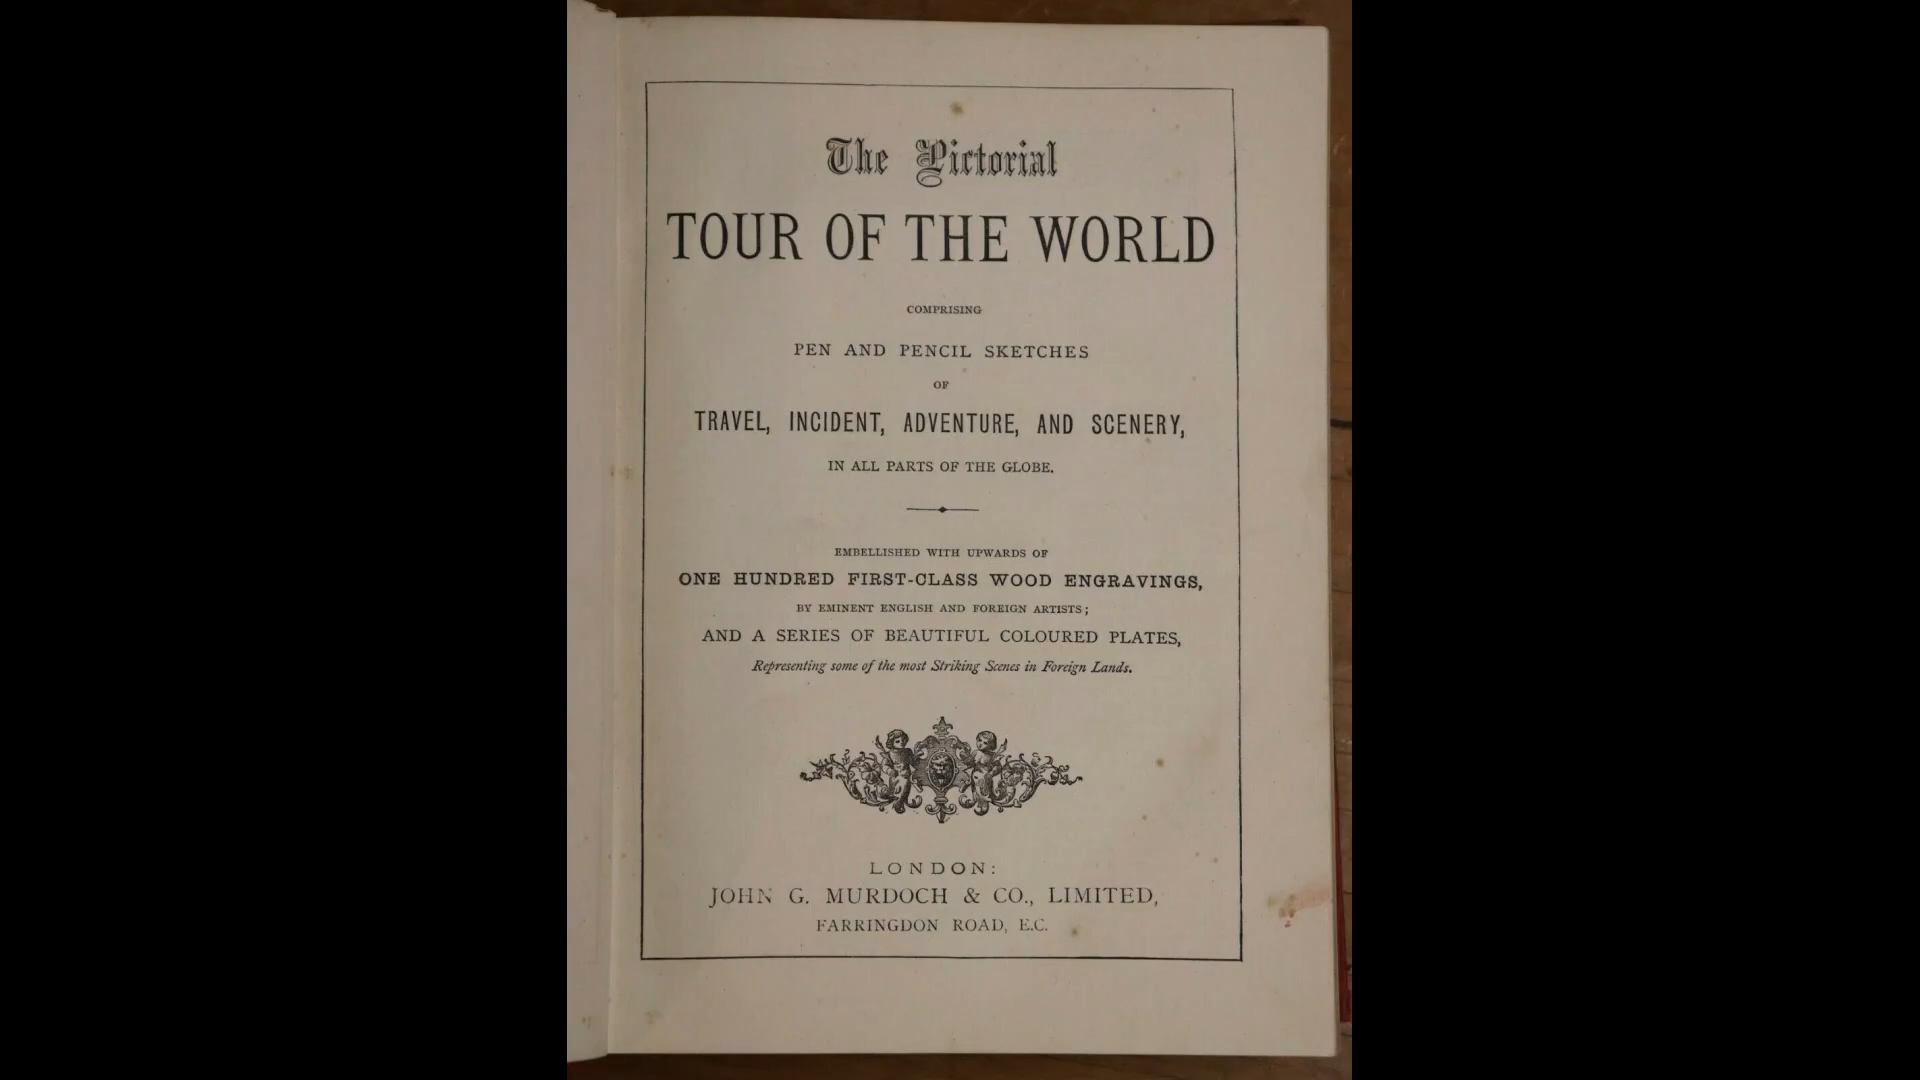 The Pictorial
TOUR OF THE WORLD
COMPRISING
PEN AND PENCIL SKETCHES
OF
TRAVEL, INCIDENT, ADVENTURE, AND SCENERY,
IN ALL PARTS OF THE GLOBE.
EMBELLISHED WITH UPWARDS OF
ONE HUNDRED FIRST-CLASS WOOD ENGRAVINGS,
BY EMINENT ENGLISH AND FOREIGN ARTISTS;
AND A SERIES OF BEAUTIFUL COLOURED PLATES,
Representing some of the most Striking Scenes in Foreign Lands.
LONDON:
JOHN G. MURDOCH & CO., LIMITED,
FARRINGDON ROAD, E.C.